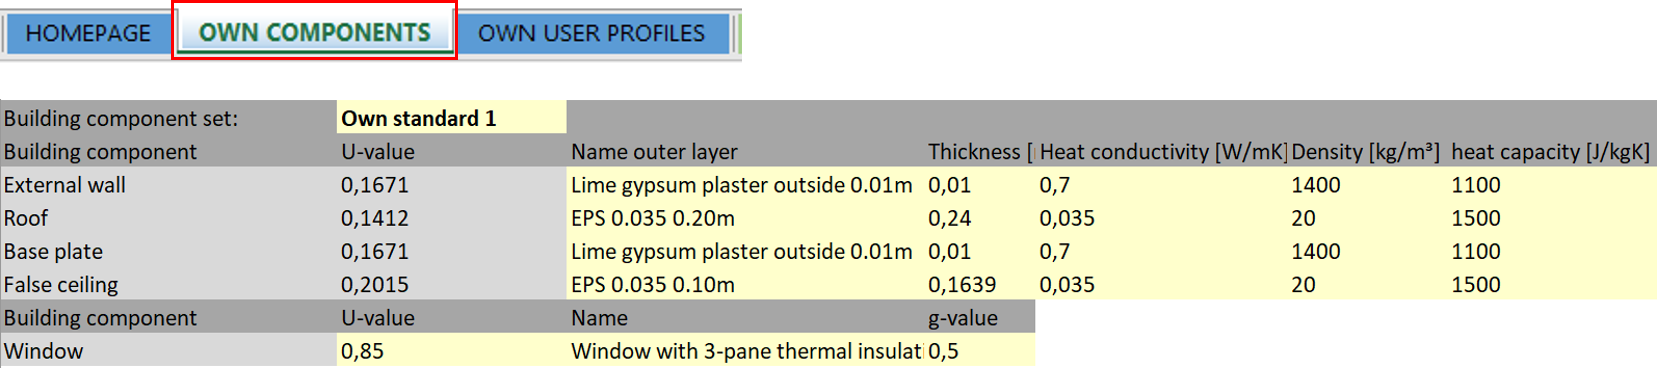 HOMEPAGE OWN COMPONENTS OWN USER PROFILES
Building component set: Own standard 1
Building component U-value Name outer layer Thickness [ Heat conductivity [W/mK] Density [kg/m³] heat capacity [J/kgK]
External wall 0,1671 Lime gypsum plaster outside 0.01m 0,01 0,7 1400 1100
Roof 0,1412 EPS 0.035 0.20m 0,24 0,035 20 1500
Base plate 0,1671 Lime gypsum plaster outside 0.01m 0,01 0,7 1400 1100
False ceiling 0,2015 EPS 0.035 0.10m 0,1639 0,035 20 1500
Building component U-value Name g-value
Window 0,85 Window with 3-pane thermal insulati 0,5